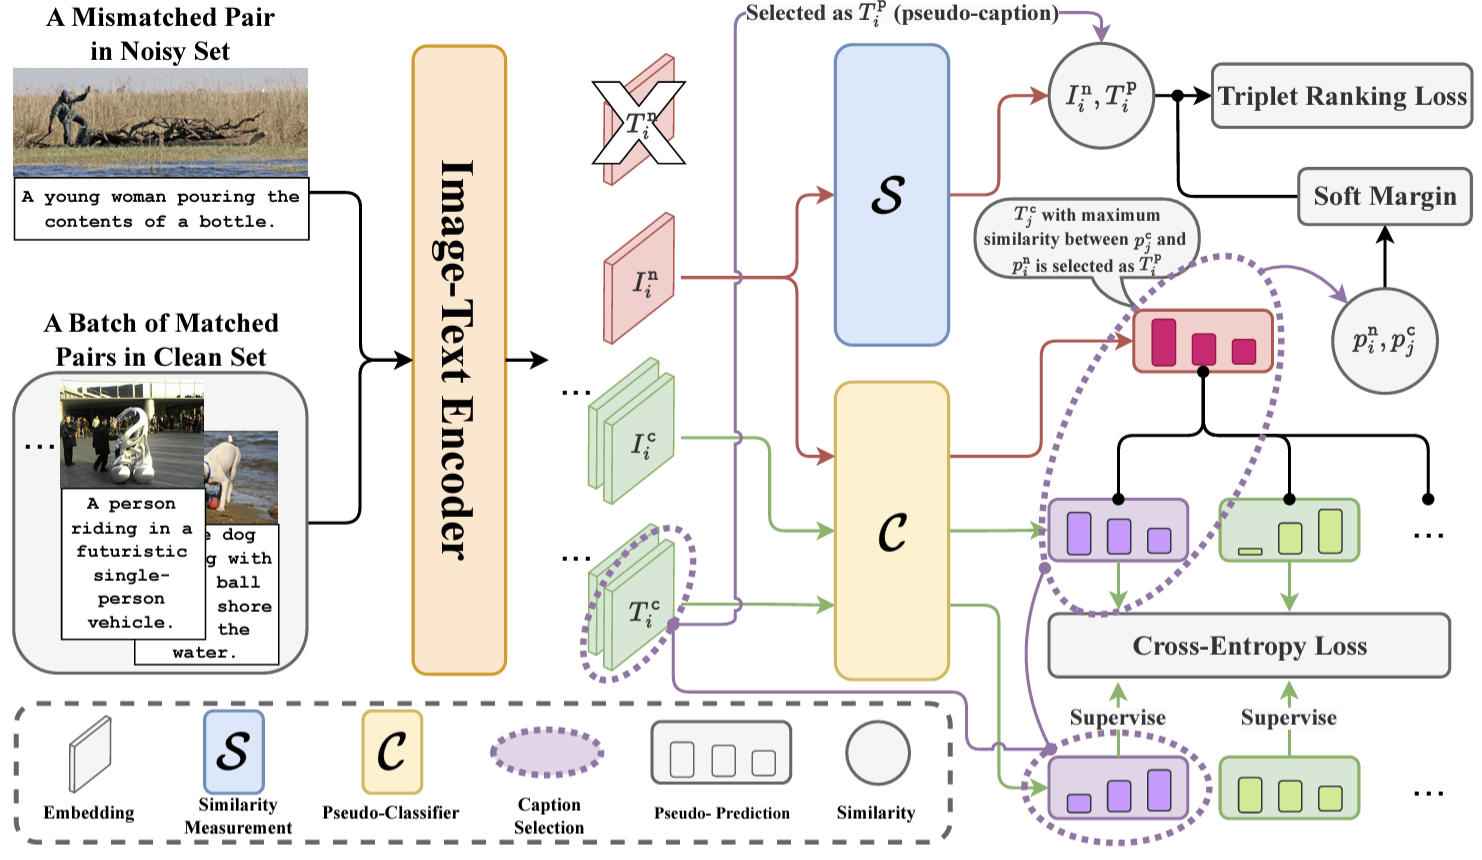 A Mismatched Pair
in Noisy Set
A young woman pouring the
contents of a bottle.
A Batch of Matched
Pairs in Clean Set
...
A person
riding in a
futuristic
single-
person
vehicle.
e dog
g with
ball
shore
the
water.
Image-Text Encoder
T_i^n
I_i^n
...
I_i^c
...
T_i^c
Selected as T_i^p (pseudo-caption)
S
C
I_i^n, T_i^p
Triplet Ranking Loss
Soft Margin
T_j^c with maximum
similarity between p_j^c and
p_i^n is selected as T_i^p
p_i^n, p_j^c
...
Cross-Entropy Loss
Supervise
Supervise
...
S
C
Embedding
Similarity
Measurement
Pseudo-Classifier
Caption
Selection
Pseudo- Prediction
Similarity